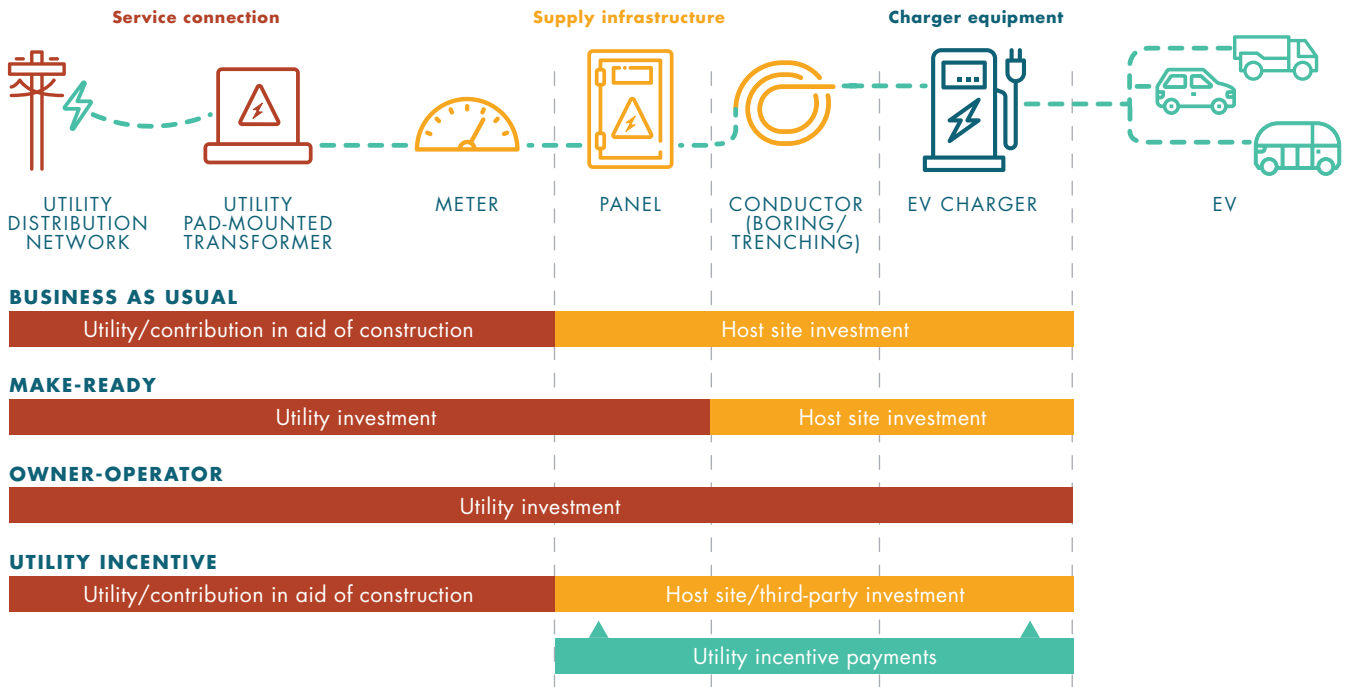 Service connection
Supply infrastructure
Charger equipment
UTILITY
DISTRIBUTION
NETWORK
UTILITY
PAD-MOUNTED
TRANSFORMER
METER
PANEL
CONDUCTOR
(BORING/
TRENCHING)
EV CHARGER
EV
BUSINESS AS USUAL
Utility/contribution in aid of construction
Host site investment
MAKE-READY
Utility investment
Host site investment
OWNER-OPERATOR
Utility investment
UTILITY INCENTIVE
Utility/contribution in aid of construction
Host site/third-party investment
Utility incentive payments